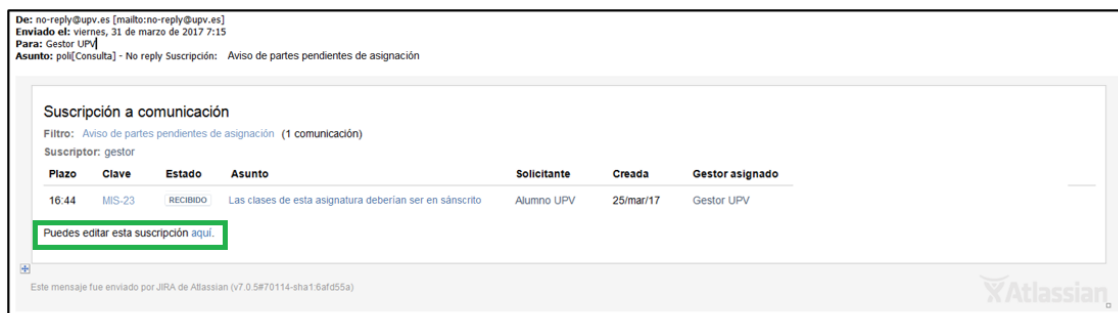 De: no-reply@upv.es [mailto:no-reply@upv.es]
Enviado el: viernes, 31 de marzo de 2017 7:15
Para: Gestor UPV
Asunto: poli[Consulta] - No reply Suscripción: Aviso de partes pendientes de asignación
Suscripción a comunicación
Filtro: Aviso de partes pendientes de asignación (1 comunicación)
Suscriptor: gestor
Plazo Clave Estado Asunto Solicitante Creada Gestor asignado
16:44 MIS-23 RECIBIDO Las clases de esta asignatura deberían ser en sánscrito Alumno UPV 25/mar/17 Gestor UPV
Puedes editar esta suscripción aquí.
Este mensaje fue enviado por JIRA de Atlassian (v7.0.5#70114-sha1:6afd55a)
Atlassian